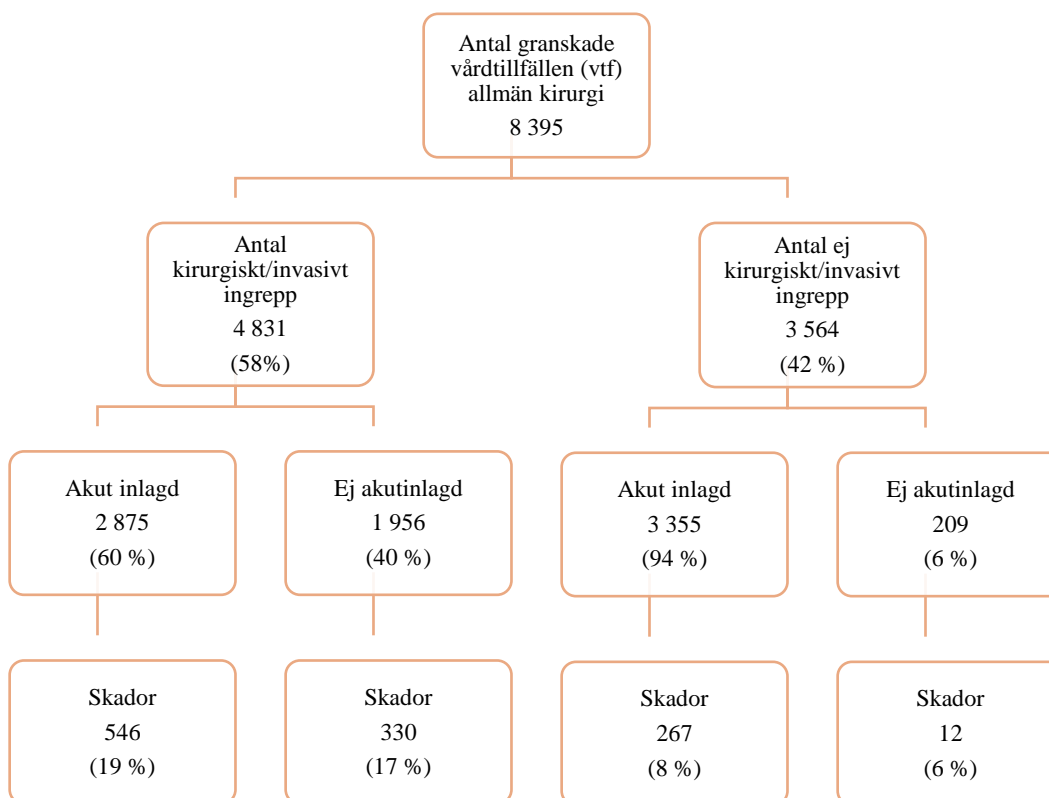 Antal granskade
vårdtillfällen (vtf)
allmän kirurgi
8 395
Antal
kirurgiskt/invasivt
ingrepp
4 831
(58%)
Antal ej
kirurgiskt/invasivt
ingrepp
3 564
(42 %)
Akut inlagd
2 875
(60 %)
Ej akutinlagd
1 956
(40 %)
Akut inlagd
3 355
(94 %)
Ej akutinlagd
209
(6 %)
Skador
546
(19 %)
Skador
330
(17 %)
Skador
267
(8 %)
Skador
12
(6 %)